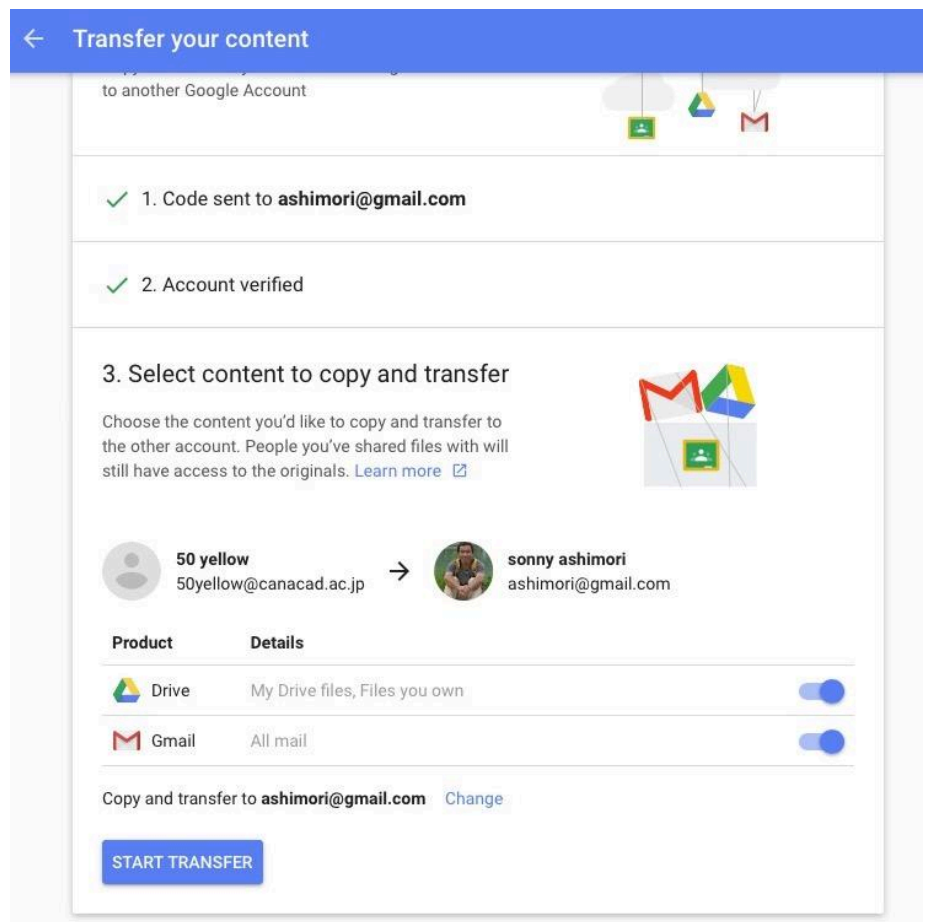 Transfer your content
to another Google Account
1. Code sent to ashimori@gmail.com
2. Account verified
3. Select content to copy and transfer
Choose the content you'd like to copy and transfer to
the other account. People you've shared files with will
still have access to the originals. Learn more
50 yellow
50yellow@canacad.ac.jp
sonny ashimori
ashimori@gmail.com
Product Details
Drive My Drive files, Files you own
Gmail All mail
Copy and transfer to ashimori@gmail.com Change
START TRANSFER